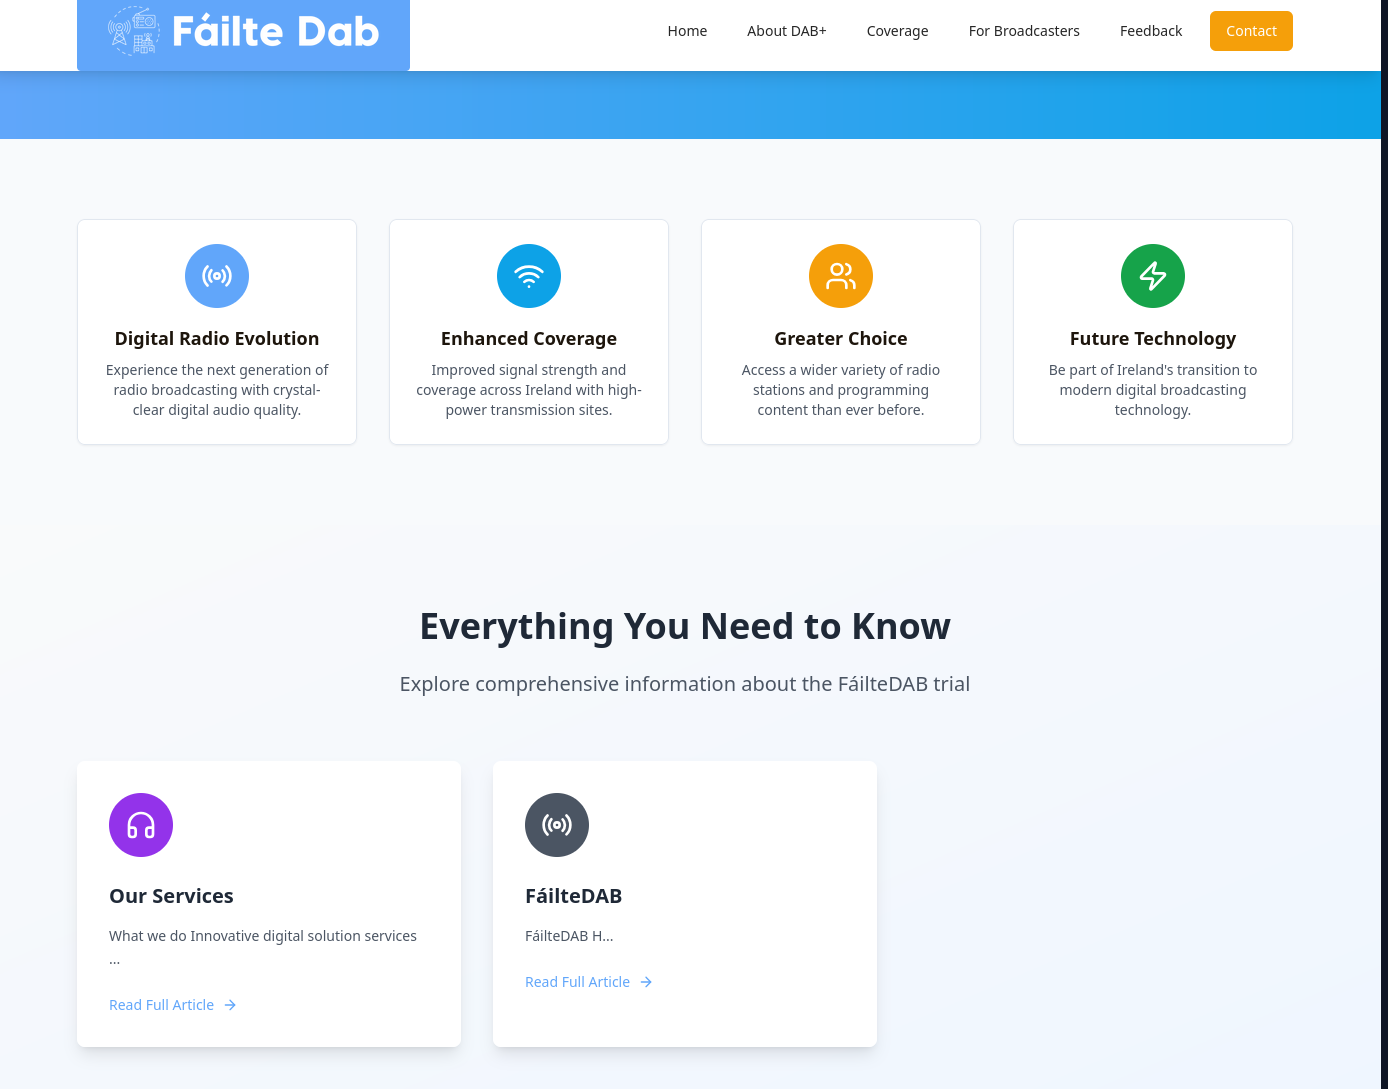 Fáilte Dab
Home
About DAB+
Coverage
For Broadcasters
Feedback
Contact
Digital Radio Evolution
Experience the next generation of
radio broadcasting with crystal-
clear digital audio quality.
Enhanced Coverage
Improved signal strength and
coverage across Ireland with high-
power transmission sites.
Greater Choice
Access a wider variety of radio
stations and programming
content than ever before.
Future Technology
Be part of Ireland's transition to
modern digital broadcasting
technology.
Everything You Need to Know
Explore comprehensive information about the FáilteDAB trial
Our Services
What we do Innovative digital solution services
...
Read Full Article
FáilteDAB
FáilteDAB H...
Read Full Article